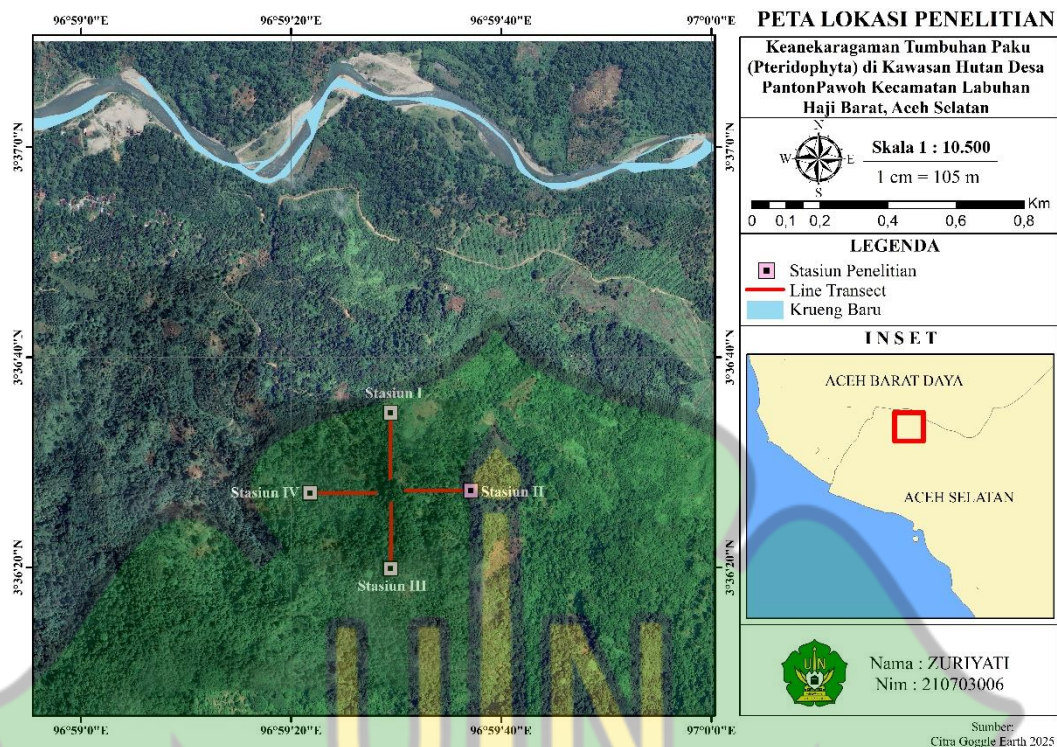 96°59'0"E 96°59'20"E 96°59'40"E 97°0'0"E
3°37'0"N
3°36'40"N
3°36'20"N
Stasiun I
Stasiun IV
Stasiun II
Stasiun III
3°37'0"N
3°36'40"N
3°36'20"N
96°59'0"E 96°59'20"E 96°59'40"E 97°0'0"E
UIN
PETA LOKASI PENELITIAN
Keanekaragaman Tumbuhan Paku
(Pteridophyta) di Kawasan Hutan Desa
PantonPawoh Kecamatan Labuhan
Haji Barat, Aceh Selatan
N
W E
S
Skala 1 : 10.500
1 cm = 105 m
Km
0 0,1 0,2 0,4 0,6 0,8
LEGENDA
Stasiun Penelitian
Line Transect
Krueng Baru
I N S E T
ACEH BARAT DAYA
ACEH SELATAN
UIN
Nama : ZURIYATI
Nim : 210703006
Sumber:
Citra Goggle Earth 2025